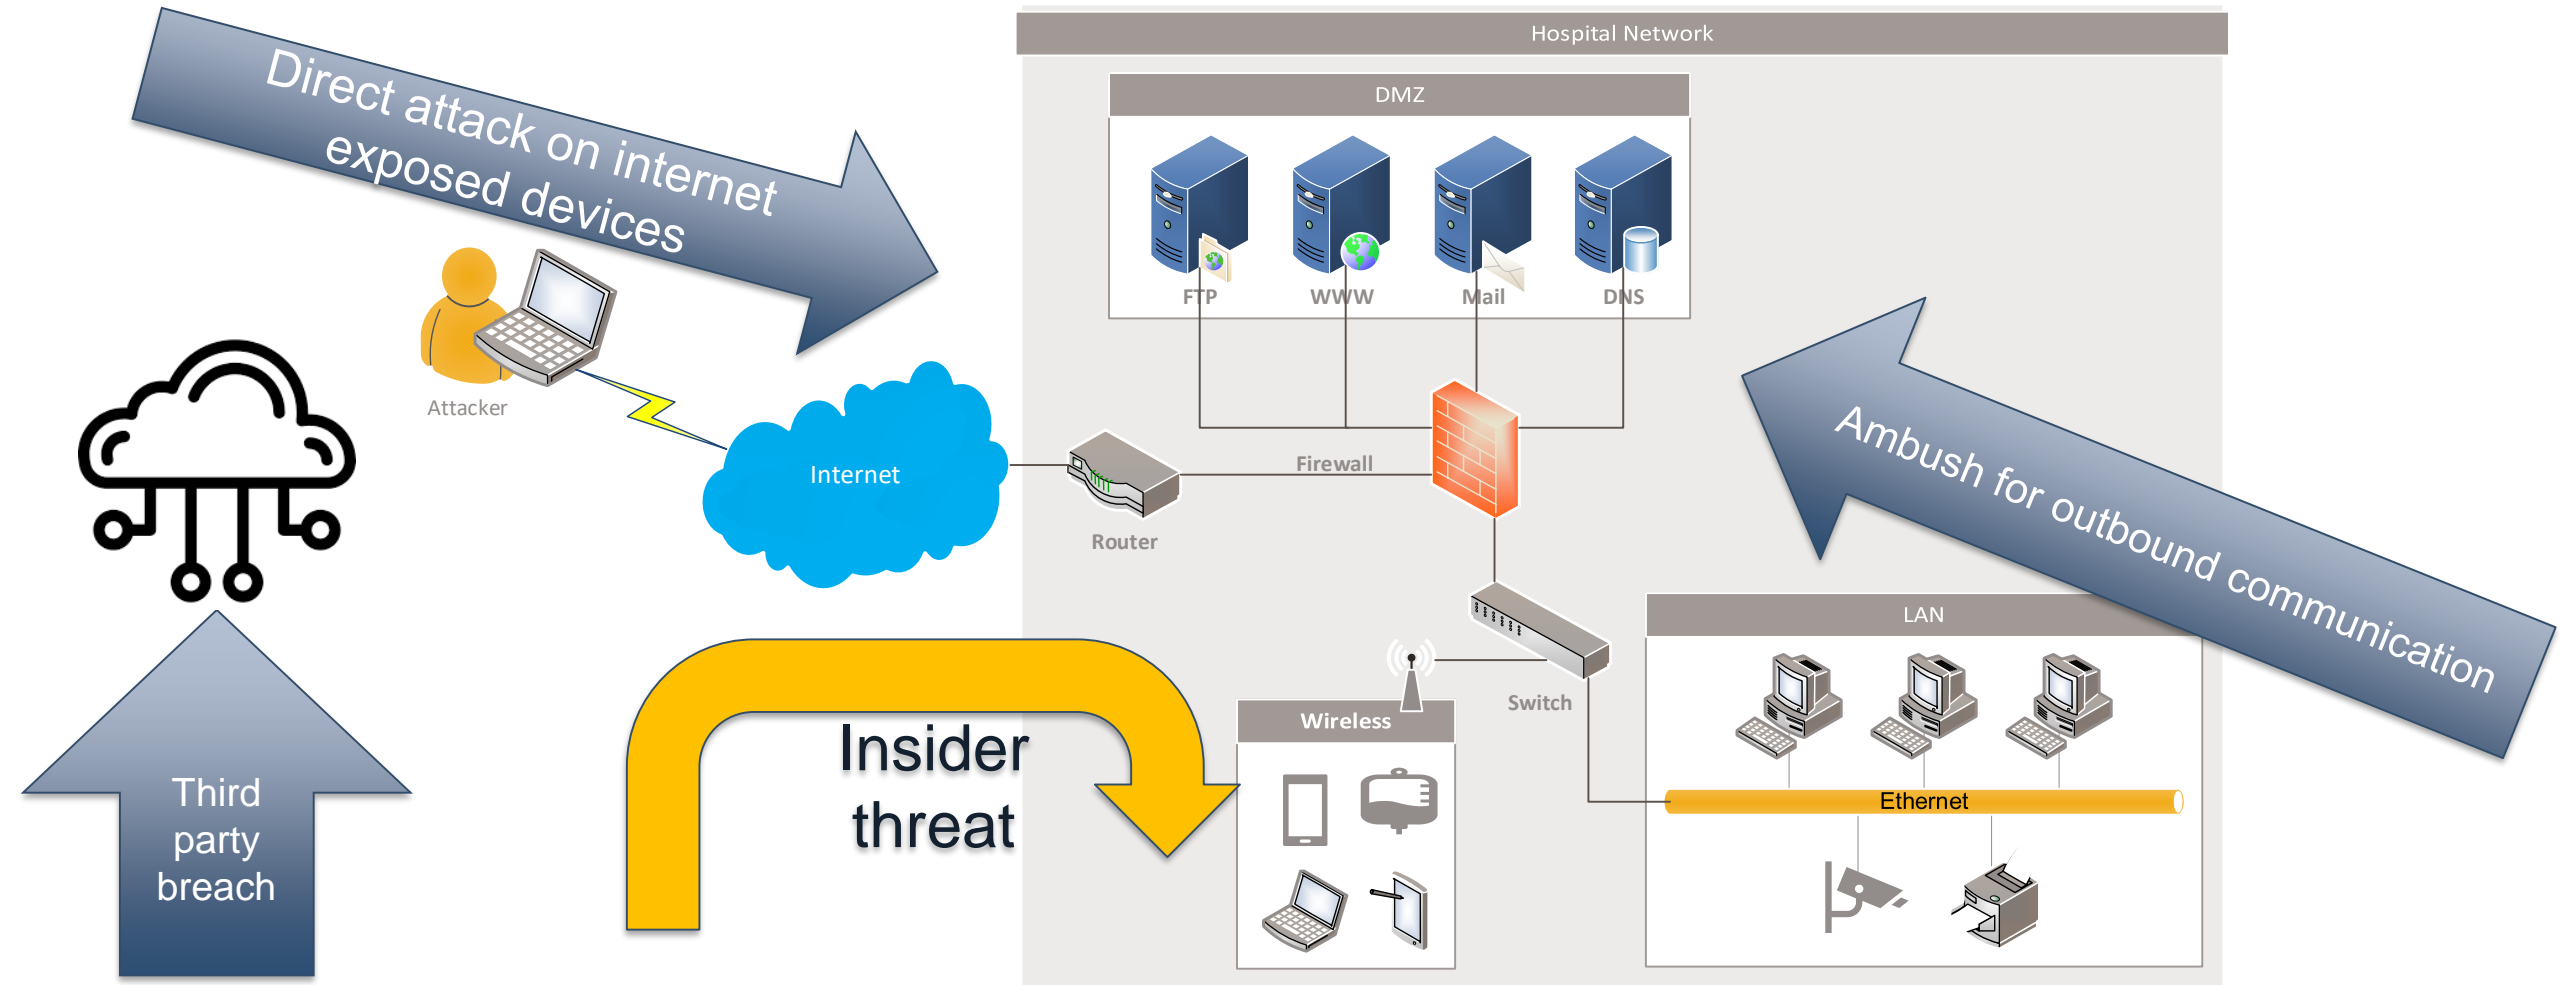 Hospital Network
Direct attack on internet
exposed devices
DMZ
FTP
WWW
Mail
DNS
Attacker
Internet
Firewall
Router
Ambush for outbound communication
LAN
Switch
Wireless
Insider
threat
Ethernet
Third
party
breach